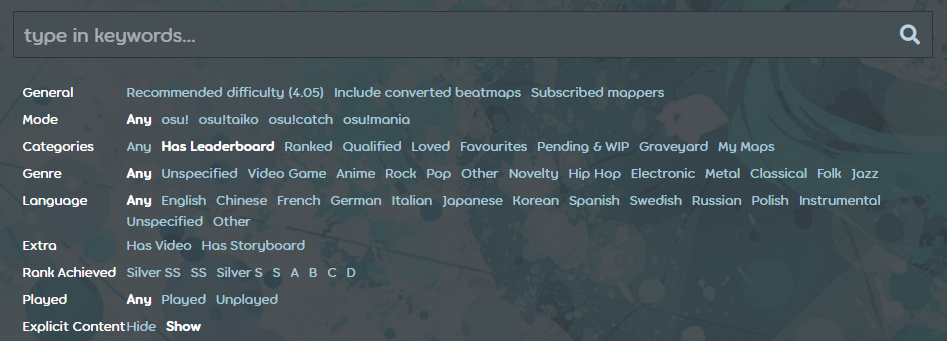 type in keywords...
General Recommended difficulty (4.05) Include converted beatmaps Subscribed mappers
Mode Any osu! osu!taiko osu!catch osu!mania
Categories Any Has Leaderboard Ranked Qualified Loved Favourites Pending & WIP Graveyard My Maps
Genre Any Unspecified Video Game Anime Rock Pop Other Novelty Hip Hop Electronic Metal Classical Folk Jazz
Language Any English Chinese French German Italian Japanese Korean Spanish Swedish Russian Polish Instrumental
Unspecified Other
Extra Has Video Has Storyboard
Rank Achieved Silver SS SS Silver S S A B C D
Played Any Played Unplayed
Explicit Content Hide Show